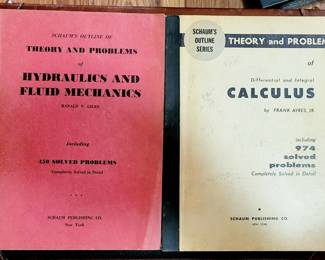 SCHAUM'S OUTLINE OF
THEORY AND PROBLEMS
of
HYDRAULICS AND
FLUID MECHANICS
RANALD V. GILES
Including
450 SOLVED PROBLEMS
Completely Solved in Detail
SCHAUM PUBLISHING CO.
New York
SCHAUM'S
OUTLINE
SERIES
THEORY and PROBLEM
of
Differential and Integral
CALCULUS
by FRANK AYRES, JR.
including
974
solved
problems
Completely Solved in Detail
SCHAUM PUBLISHING CO.
NEW YORK